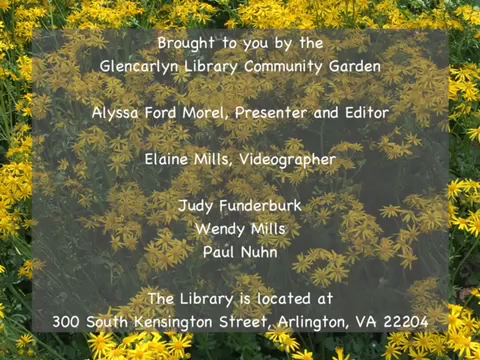 Brought to you by the
Glencarlyn Library Community Garden
Alyssa Ford Morel, Presenter and Editor
Elaine Mills, Videographer
Judy Funderburk
Wendy Mills
Paul Nuhn
The Library is located at
300 South Kensington Street, Arlington, VA 22204